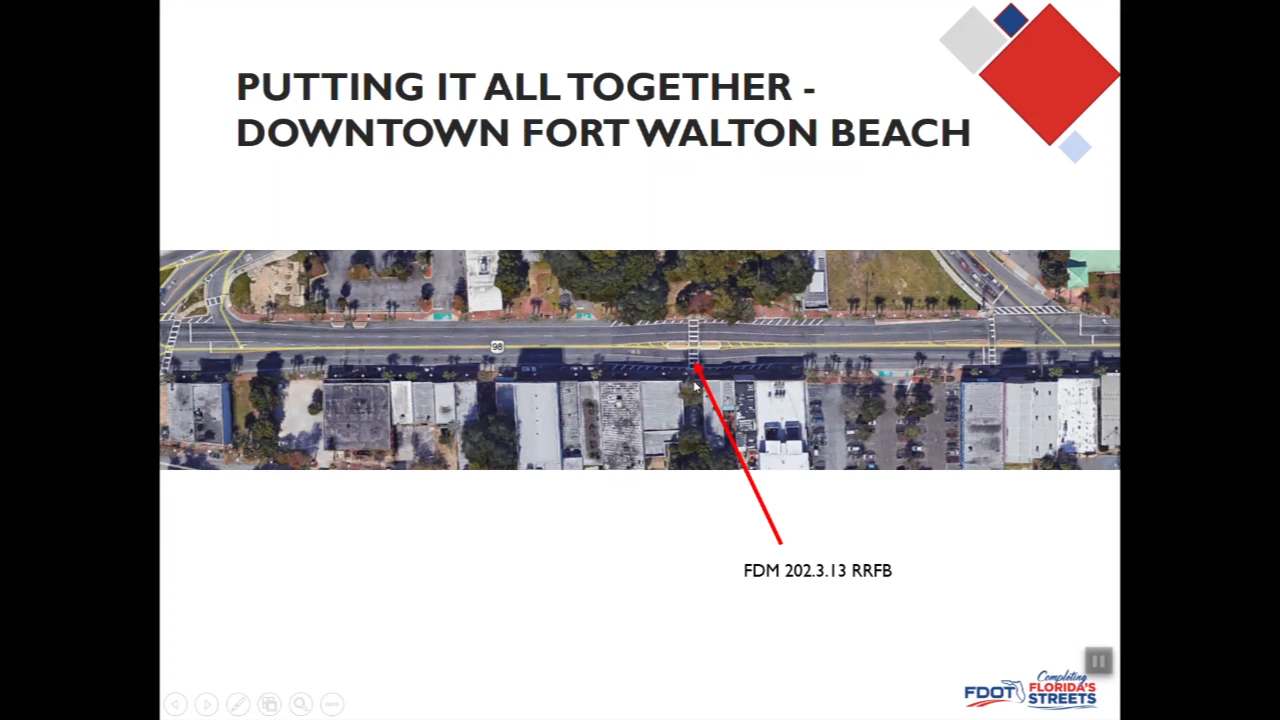 PUTTING IT ALL TOGETHER -
DOWNTOWN FORT WALTON BEACH
98
FDM 202.3.13 RRFB
Completing
FDOT FLORIDA'S
STREETS